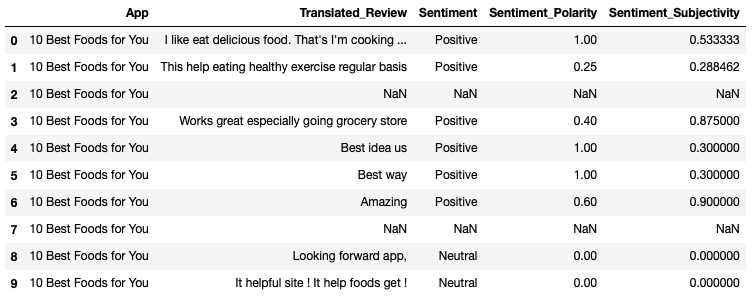 App Translated_Review Sentiment Sentiment_Polarity Sentiment_Subjectivity
0 10 Best Foods for You I like eat delicious food. That's I'm cooking ... Positive 1.00 0.533333
1 10 Best Foods for You This help eating healthy exercise regular basis Positive 0.25 0.288462
2 10 Best Foods for You NaN NaN NaN NaN
3 10 Best Foods for You Works great especially going grocery store Positive 0.40 0.875000
4 10 Best Foods for You Best idea us Positive 1.00 0.300000
5 10 Best Foods for You Best way Positive 1.00 0.300000
6 10 Best Foods for You Amazing Positive 0.60 0.900000
7 10 Best Foods for You NaN NaN NaN NaN
8 10 Best Foods for You Looking forward app, Neutral 0.00 0.000000
9 10 Best Foods for You It helpful site ! It help foods get ! Neutral 0.00 0.000000